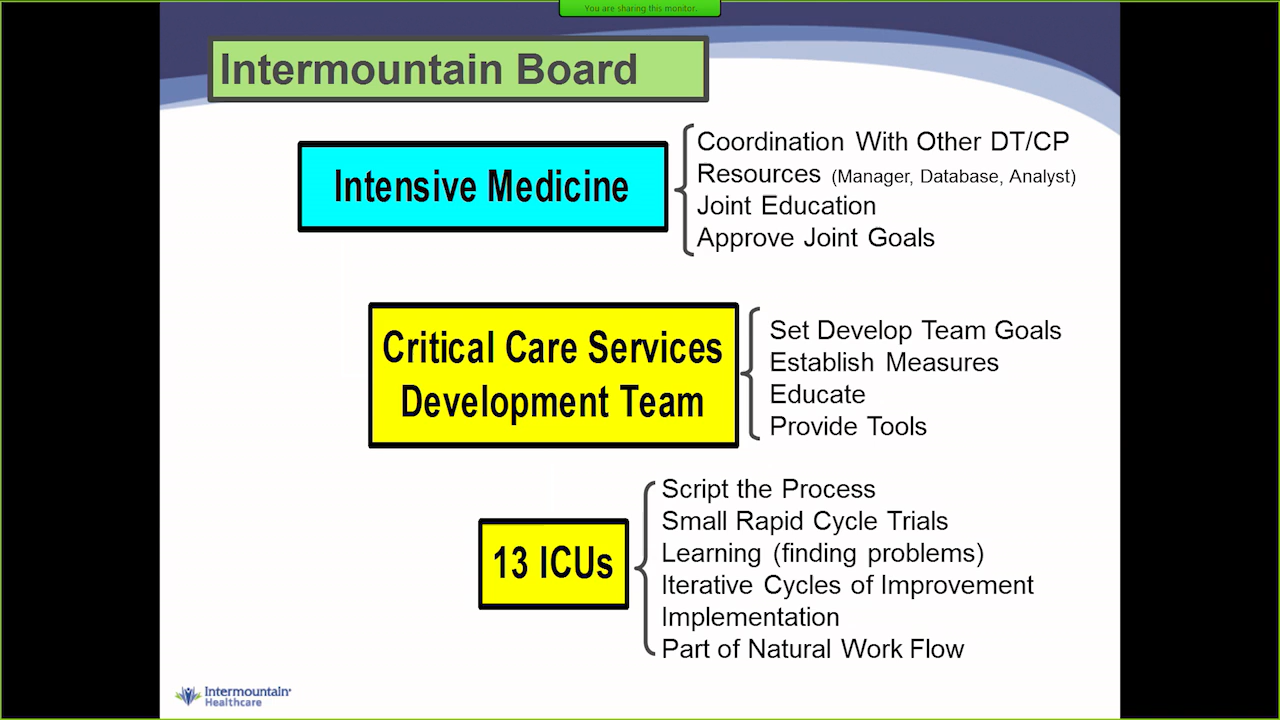 You are sharing this monitor.
Intermountain Board
Intensive Medicine
Coordination With Other DT/CP
Resources (Manager, Database, Analyst)
Joint Education
Approve Joint Goals
Critical Care Services
Development Team
Set Develop Team Goals
Establish Measures
Educate
Provide Tools
13 ICUs
Script the Process
Small Rapid Cycle Trials
Learning (finding problems)
Iterative Cycles of Improvement
Implementation
Part of Natural Work Flow
Intermountain
Healthcare